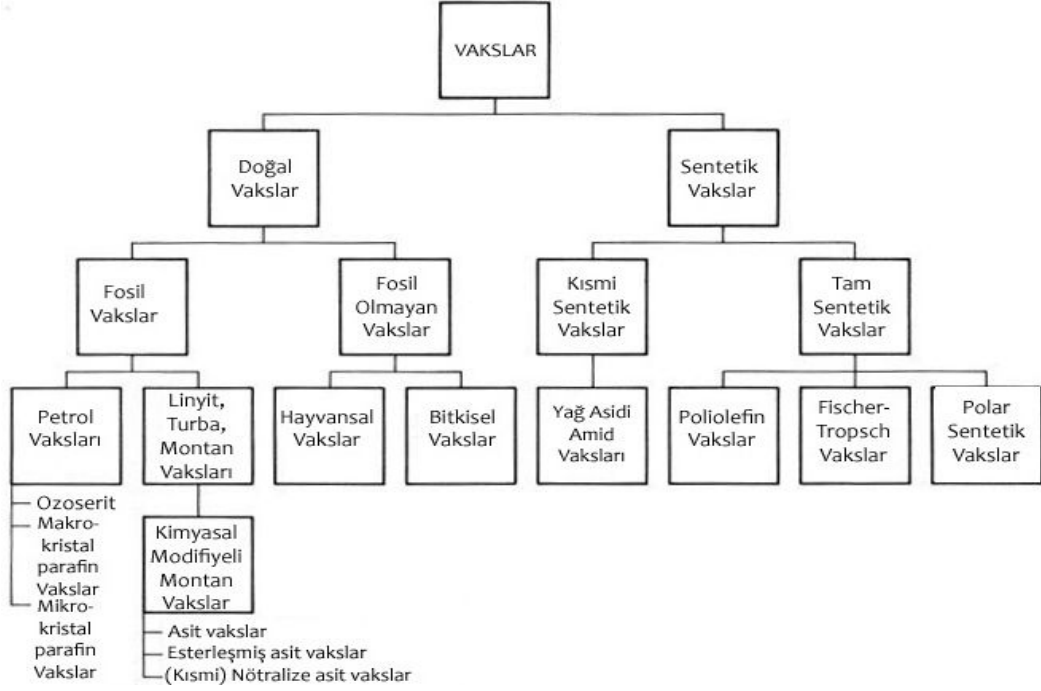 VAKSLAR
Doğal
Vakslar
Sentetik
Vakslar
Fosil
Vakslar
Fosil
Olmayan
Vakslar
Kısmi
Sentetik
Vakslar
Tam
Sentetik
Vakslar
Petrol
Vaksları
Linyit,
Turba,
Montan
Vaksları
Hayvansal
Vakslar
Bitkisel
Vakslar
Yağ Asidi
Amid
Vaksları
Poliolefin
Vakslar
Fischer-
Tropsch
Vakslar
Polar
Sentetik
Vakslar
Ozoserit
Makro-
kristal
parafin
Vakslar
Mikro-
kristal
parafin
Vakslar
Kimyasal
Modifiyeli
Montan
Vakslar
Asit vakslar
Esterleşmiş asit vakslar
(Kısmi) Nötralize asit vakslar